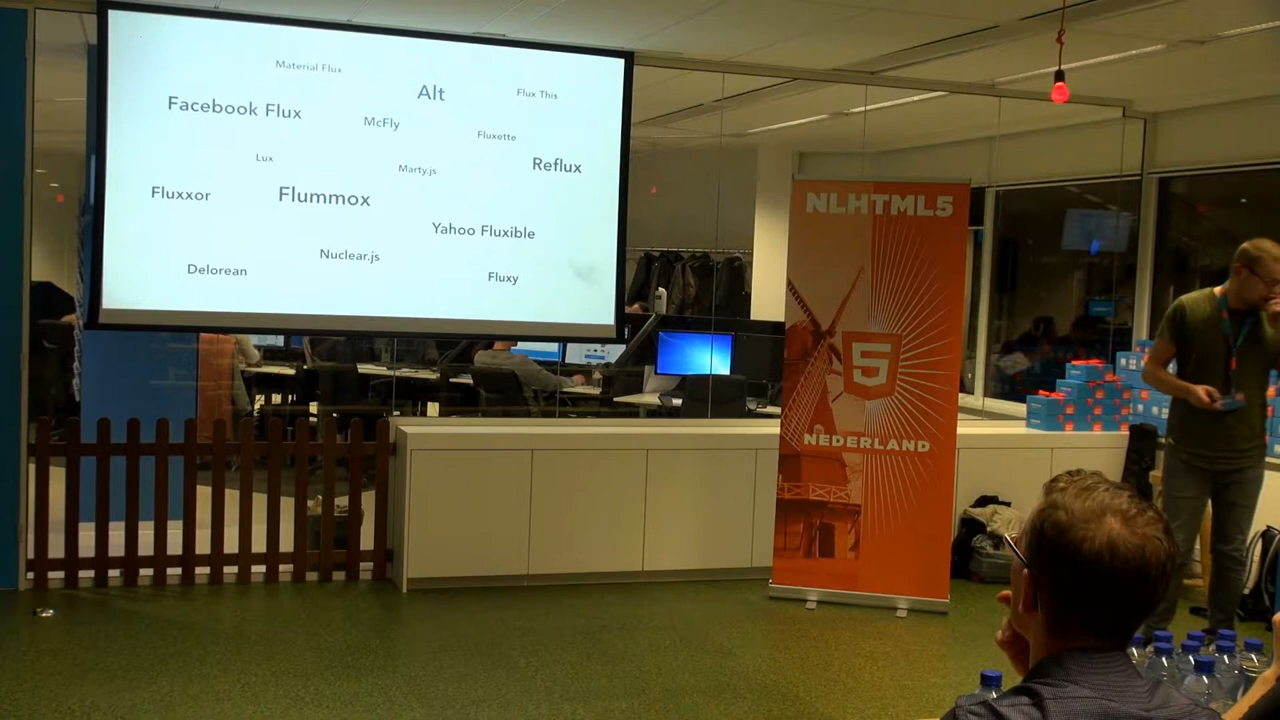 Material Flux
Alt
Flux This
Facebook Flux
McFly
Fluxette
Lux
Marty.js
Reflux
Fluxxor
Flummox
Yahoo Fluxible
Nuclear.js
Delorean
Fluxy
NLHTML5
5
NEDERLAND